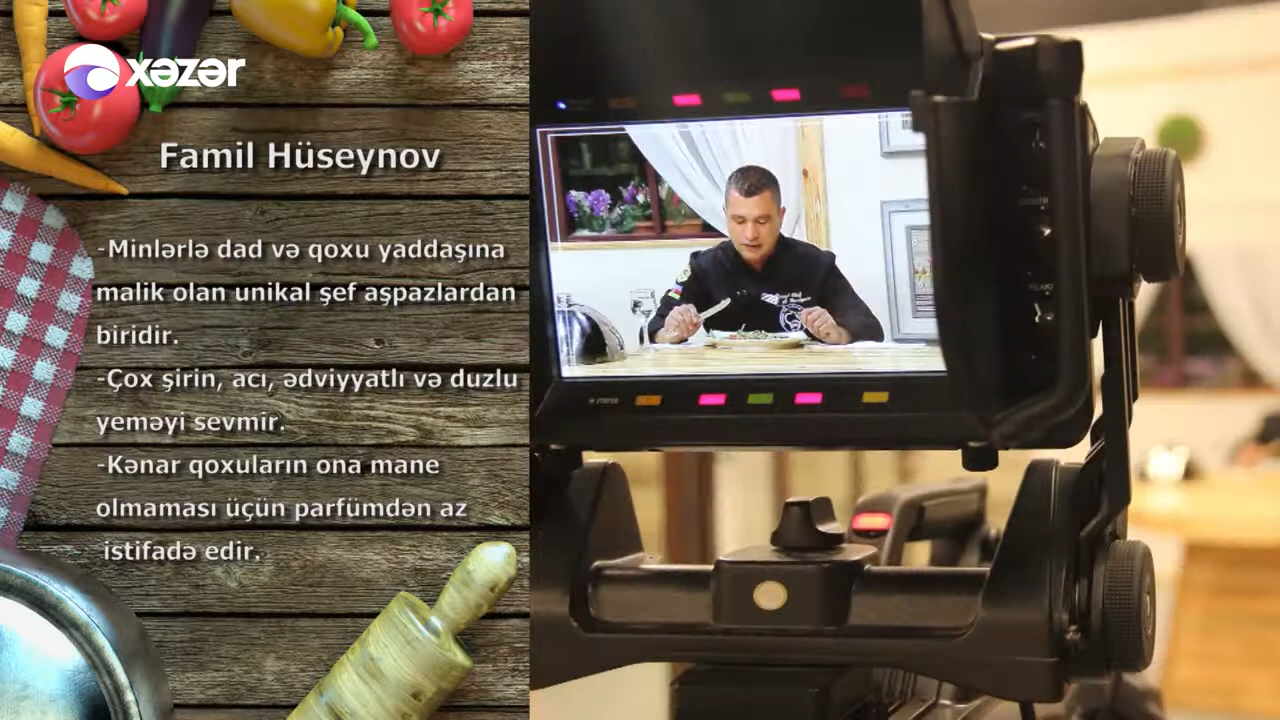 xəzər
Famil Hüseynov
-Minlərlə dad və qoxu yaddaşına
malik olan unikal şef aşpazlardan
biridir.
-Çox şirin, acı, ədviyyatlı və duzlu
yeməyi sevmir.
-Kənar qoxuların ona mane
olmaması üçün parfümdən az
istifadə edir.